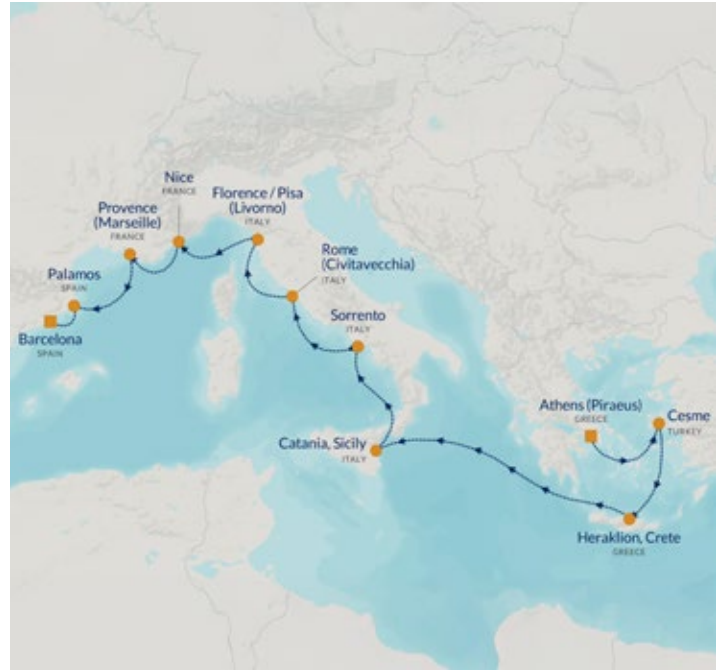 Nice
FRANCE
Florence / Pisa
(Livorno)
ITALY
Provence
(Marseille)
FRANCE
Rome
(Civitavecchia)
ITALY
Palamos
SPAIN
Sorrento
ITALY
Barcelona
SPAIN
Athens (Piraeus)
GREECE
Cesme
TURKEY
Catania, Sicily
ITALY
Heraklion, Crete
GREECE